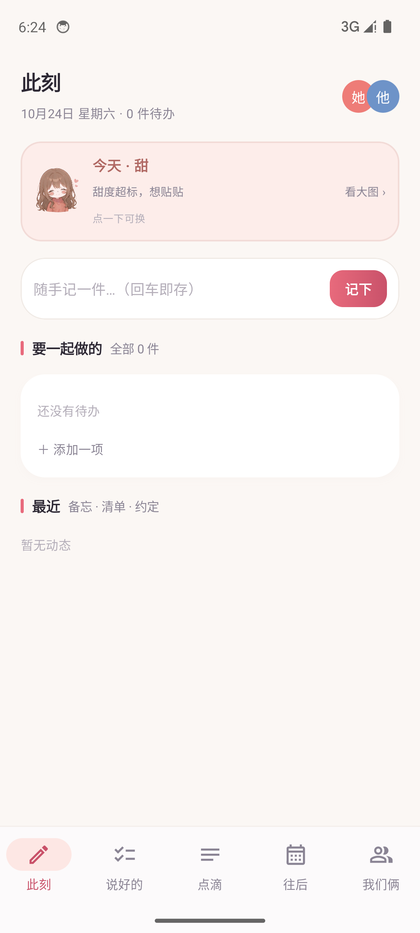 6:24
3G
此刻
10月24日 星期六 · 0 件待办
她 他
今天 · 甜
甜度超标，想贴贴
看大图 ›
点一下可换
随手记一件…（回车即存）
记下
要一起做的 全部 0 件
还没有待办
＋ 添加一项
最近 备忘 · 清单 · 约定
暂无动态
此刻 说好的 点滴 往后 我们俩